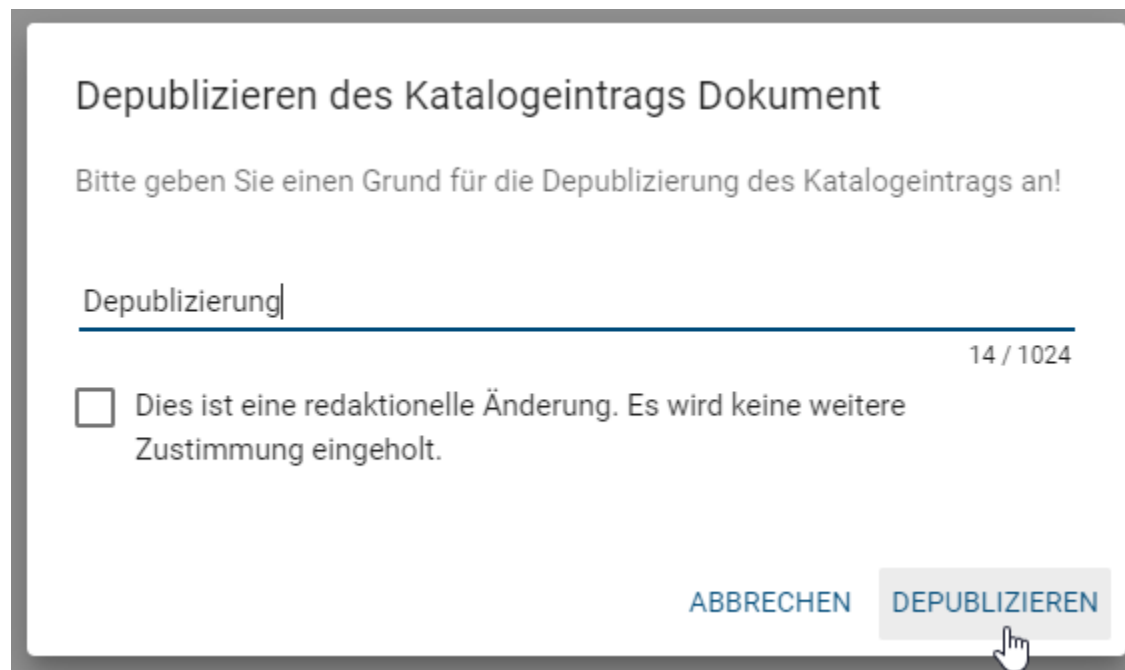 Depublizieren des Katalogeintrags Dokument
Bitte geben Sie einen Grund für die Depublizierung des Katalogeintrags an!
Depublizierung
14 / 1024
Dies ist eine redaktionelle Änderung. Es wird keine weitere
Zustimmung eingeholt.
ABBRECHEN DEPUBLIZIEREN